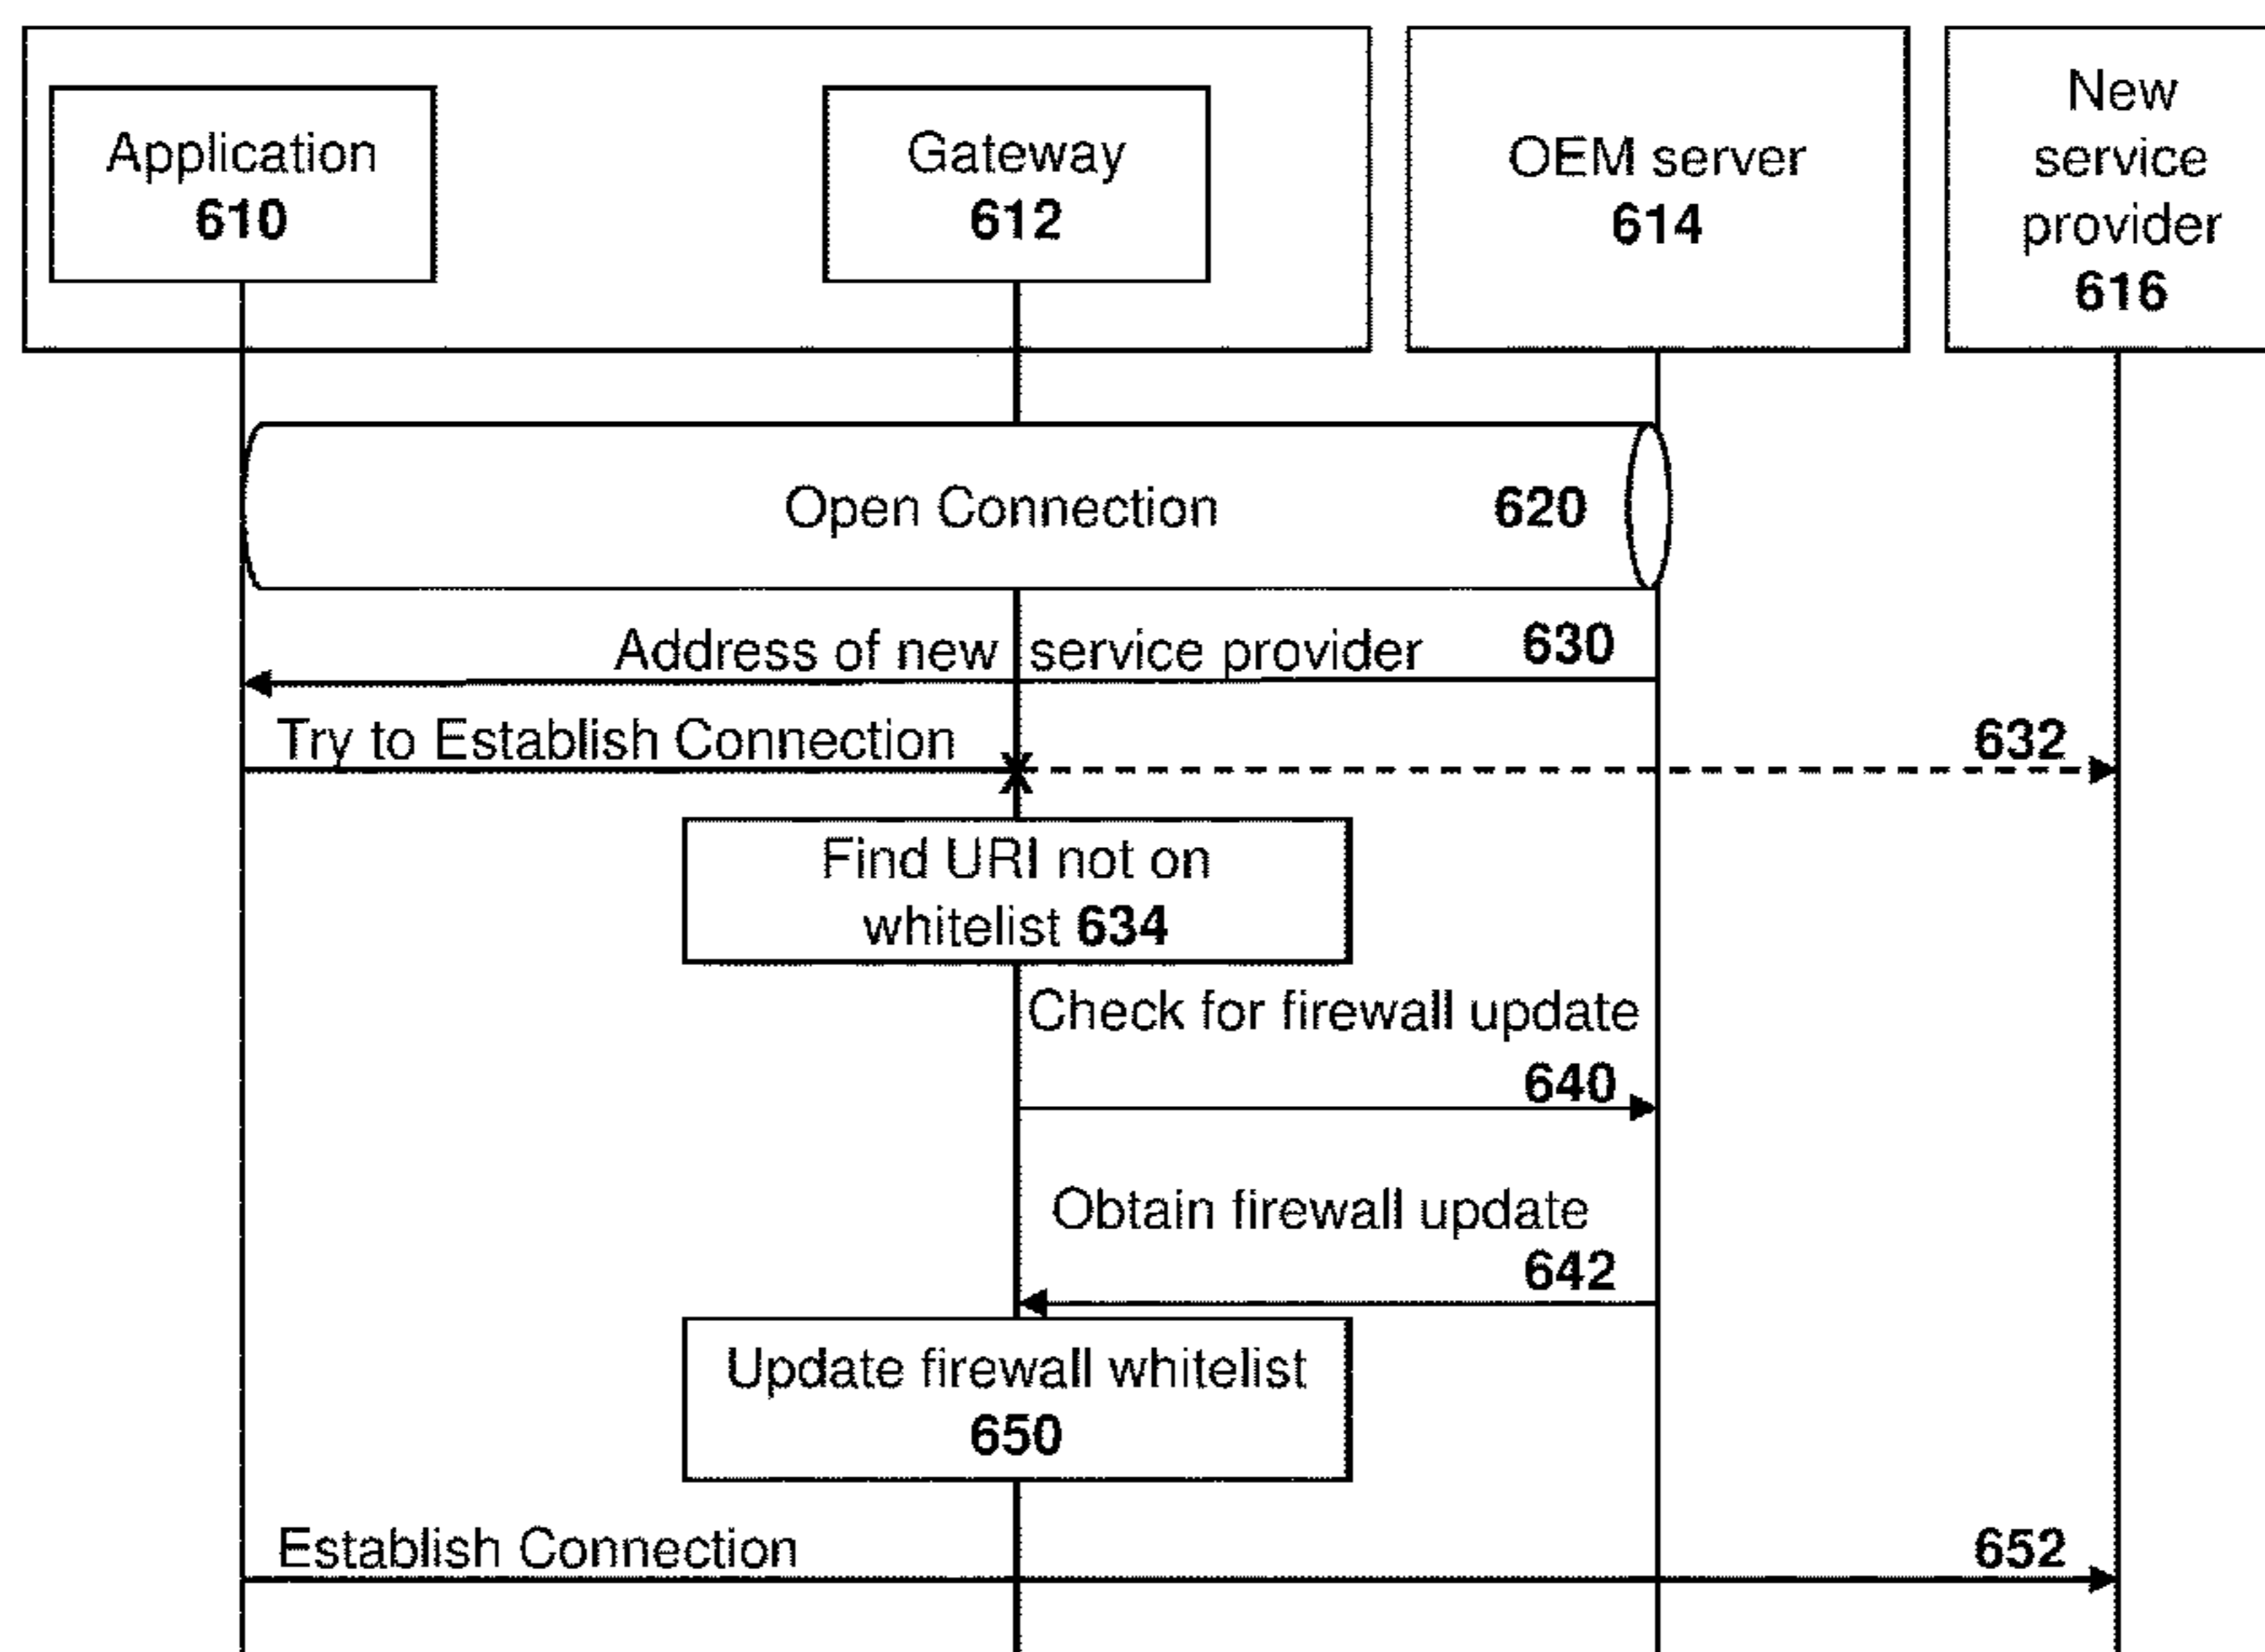 Application
610
Gateway
612
OEM server
614
New
service
provider
616
Open Connection 620
Address of new service provider 630
Try to Establish Connection 632
Find URI not on
whitelist 634
Check for firewall update
640
Obtain firewall update
642
Update firewall whitelist
650
Establish Connection 652